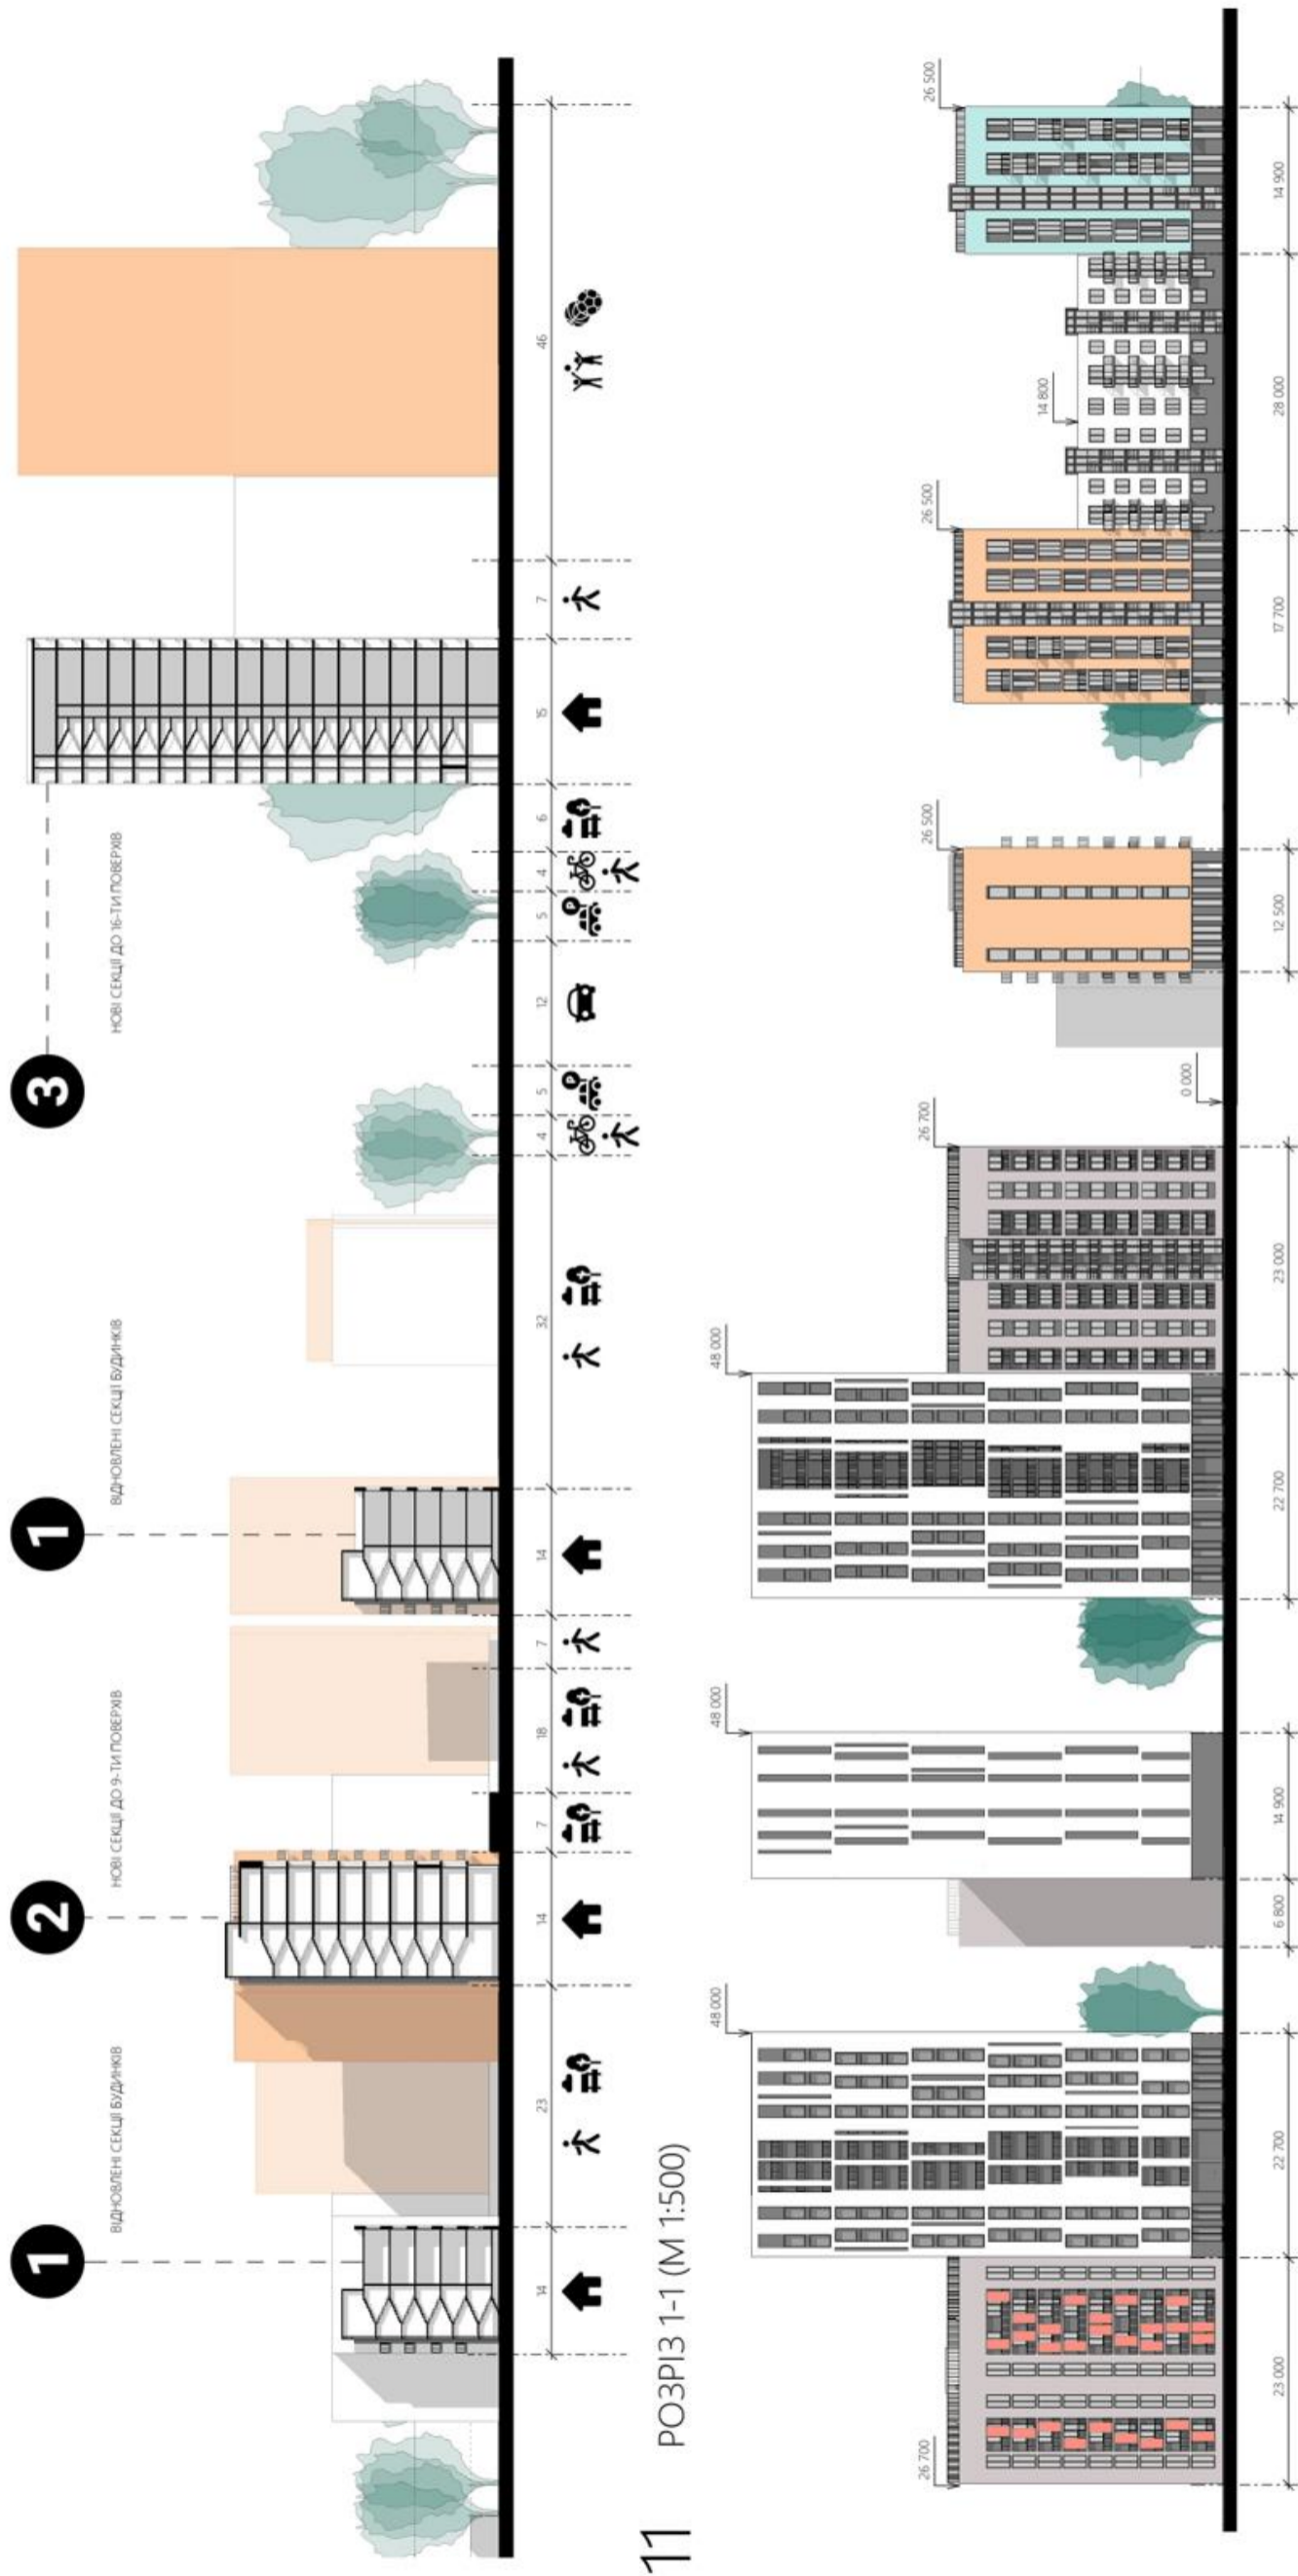 1
2
1
3
ВІДНОВЛЕНІ СЕКЦІЇ БУДИНКІВ
НОВІ СЕКЦІЇ ДО 9-ТИ ПОВЕРХІВ
ВІДНОВЛЕНІ СЕКЦІЇ БУДИНКІВ
НОВІ СЕКЦІЇ ДО 16-ТИ ПОВЕРХІВ
14 23 14 7 18 7 14 32 4 5 12 5 4 6 15 7 46
P
P
11 РОЗРІЗ 1-1 (М 1:500)
26 700
48 000
48 000
48 000
26 700
0 000
26 500
26 500
14 800
26 500
23 000 22 700 6 800 14 900 22 700 23 000 12 500 17 700 28 000 14 900